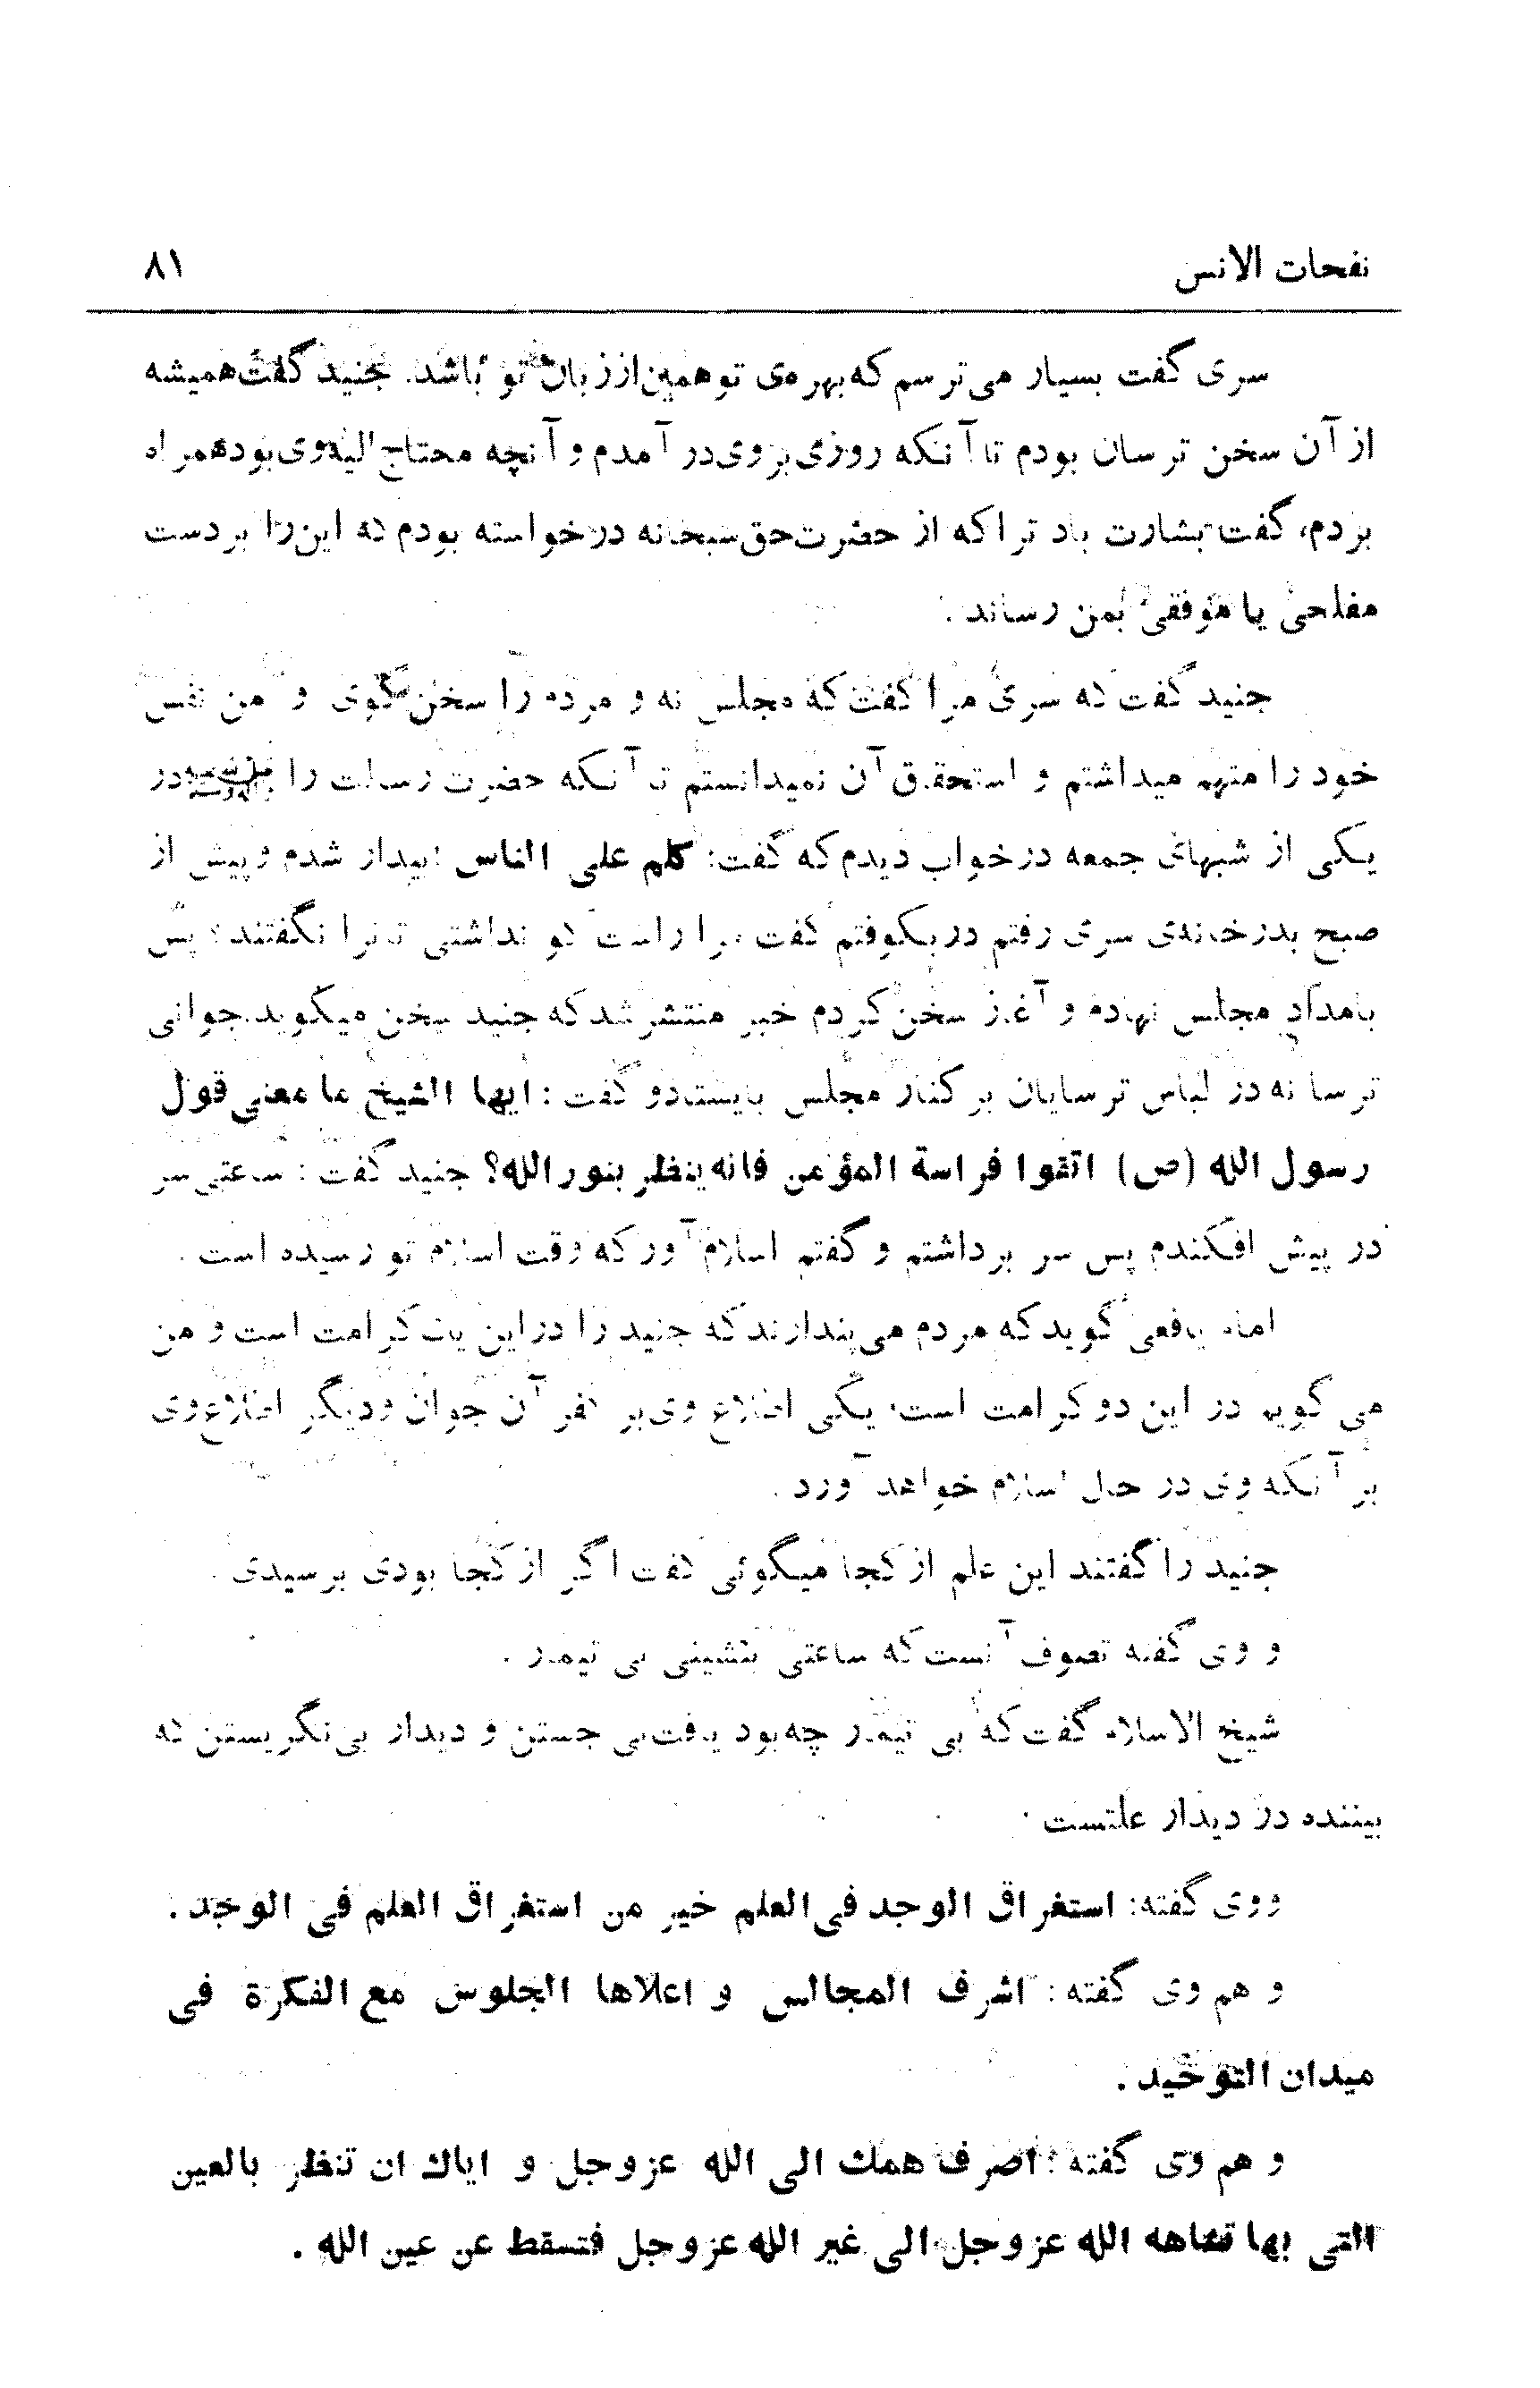 نفحات الانس ۸۱
سری گفت بسیار می‌ترسم که بهره‌ی تو همین از زبان تو باشد. جنید گفت همیشه
از آن سخن ترسان بودم تا آنکه روزی بروی در آمدم و آنچه محتاج الیه وی بود همراه
بردم، گفت بشارت باد ترا که از حضرت حق سبحانه درخواسته بودم که این را بر دست
مفلحی یا موفقی بمن رساند .
جنید گفت که سری مرا گفت که مجلس نه و مردم را سخن گوی و من نفس
خود را متهم میداشتم و استحقاق آن نمیدانستم تا آنکه حضرت رسالت را در
یکی از شبهای جمعه در خواب دیدم که گفت: کلم علی الناس بیدار شدم و پیش از
صبح بدر خانه‌ی سری رفتم در بکوفتم گفت مرا راست گو نداشتی تا ترا نگفتند؛ پس
بامداد مجلس نهادم و آغاز سخن کردم خبر منتشر شد که جنید سخن میگوید. جوانی
ترسا نه در لباس ترسایان بر کنار مجلس بایستاد و گفت : ایها الشیخ ما معنی قول
رسول الله (ص) اتقوا فراسة المؤمن فانه ینظر بنور الله؟ جنید گفت : ساعتی سر
در پیش افکندم پس سر برداشتم و گفتم اسلام آور که وقت اسلام تو رسیده است .
امام یافعی گوید که مردم می‌پندارند که جنید را در این یک کرامت است و من
می گویم در این دو کرامت است، یکی اطلاع وی بر کفر آن جوان و دیگر اطلاع وی
بر آنکه وی در حال اسلام خواهد آورد .
جنید را گفتند این علم از کجا میگوئی گفت اگر از کجا بودی برسیدی .
و وی گفته تصوف آنست که ساعتی بنشینی بی تیمار .
شیخ الاسلام گفت که بی تیمار چه بود یافت بی جستن و دیدار بی نگریستن که
بیننده در دیدار علتست .
و وی گفته: استغراق الوجد فی العلم خیر من استغراق العلم فی الوجد .
و هم وی گفته : اشرف المجالس و اعلاها الجلوس مع الفکرة فی
میدان التوحید .
و هم وی گفته : اصرف همك الی الله عزوجل و ایاك ان تنظر بالعین
التی بها تشاهد الله عزوجل الی غیر الله عزوجل فتسقط عن عین الله .